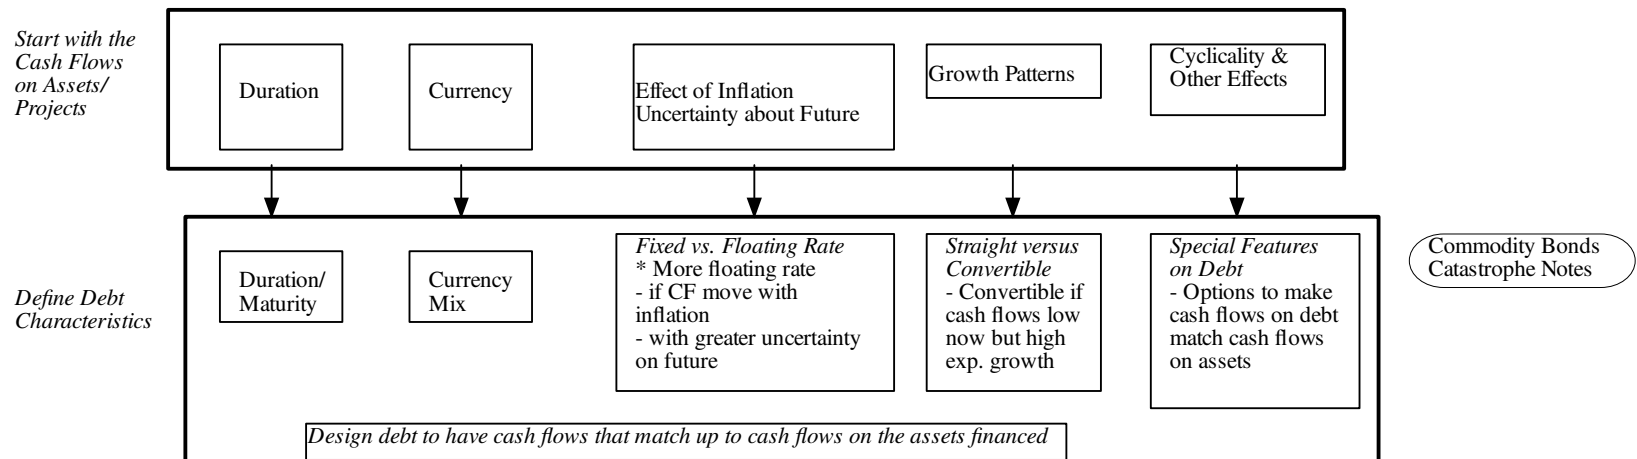 Start with the
Cash Flows
on Assets/
Projects
Duration
Currency
Effect of Inflation
Uncertainty about Future
Growth Patterns
Cyclicality &
Other Effects
Define Debt
Characteristics
Duration/
Maturity
Currency
Mix
Fixed vs. Floating Rate
* More floating rate
- if CF move with
inflation
- with greater uncertainty
on future
Straight versus
Convertible
- Convertible if
cash flows low
now but high
exp. growth
Special Features
on Debt
- Options to make
cash flows on debt
match cash flows
on assets
Commodity Bonds
Catastrophe Notes
Design debt to have cash flows that match up to cash flows on the assets financed